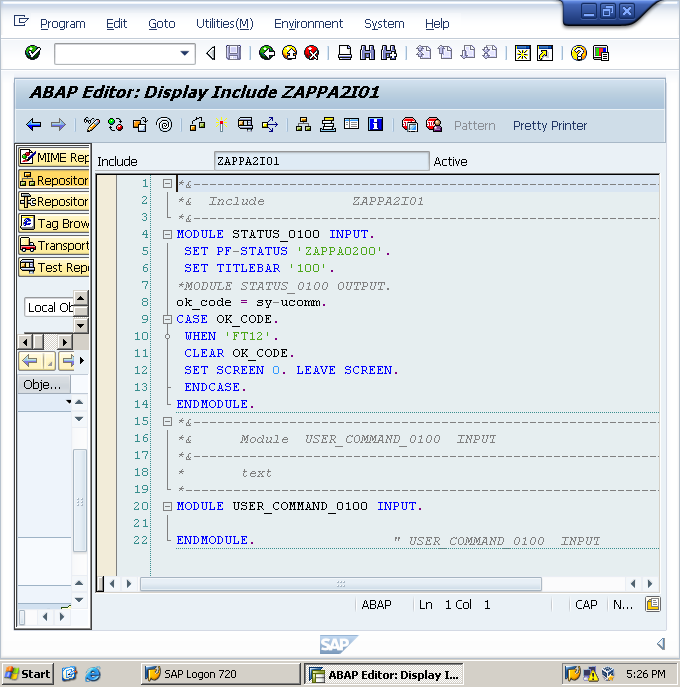 Program Edit Goto Utilities(M) Environment System Help
ABAP Editor: Display Include ZAPPA2I01
Pattern Pretty Printer
MIME Rep
Repositor
Repositor
Tag Brow
Transport
Test Repo
Local Ob
Obje...
Include ZAPPA2I01 Active
1 *&---------------------------------------------------------------------
2 *& Include ZAPPA2I01
3 *&---------------------------------------------------------------------
4 MODULE STATUS_0100 INPUT.
5 SET PF-STATUS 'ZAPPA0200'.
6 SET TITLEBAR '100'.
7 *MODULE STATUS_0100 OUTPUT.
8 ok_code = sy-ucomm.
9 CASE OK_CODE.
10 WHEN 'FT12'.
11 CLEAR OK_CODE.
12 SET SCREEN 0. LEAVE SCREEN.
13 ENDCASE.
14 ENDMODULE.
15 *&---------------------------------------------------------------------
16 *& Module USER_COMMAND_0100 INPUT
17 *&---------------------------------------------------------------------
18 * text
19 *----------------------------------------------------------------------
20 MODULE USER_COMMAND_0100 INPUT.
21
22 ENDMODULE. " USER_COMMAND_0100 INPUT
ABAP Ln 1 Col 1 CAP N...
SAP
Start SAP Logon 720 ABAP Editor: Display I... 5:26 PM